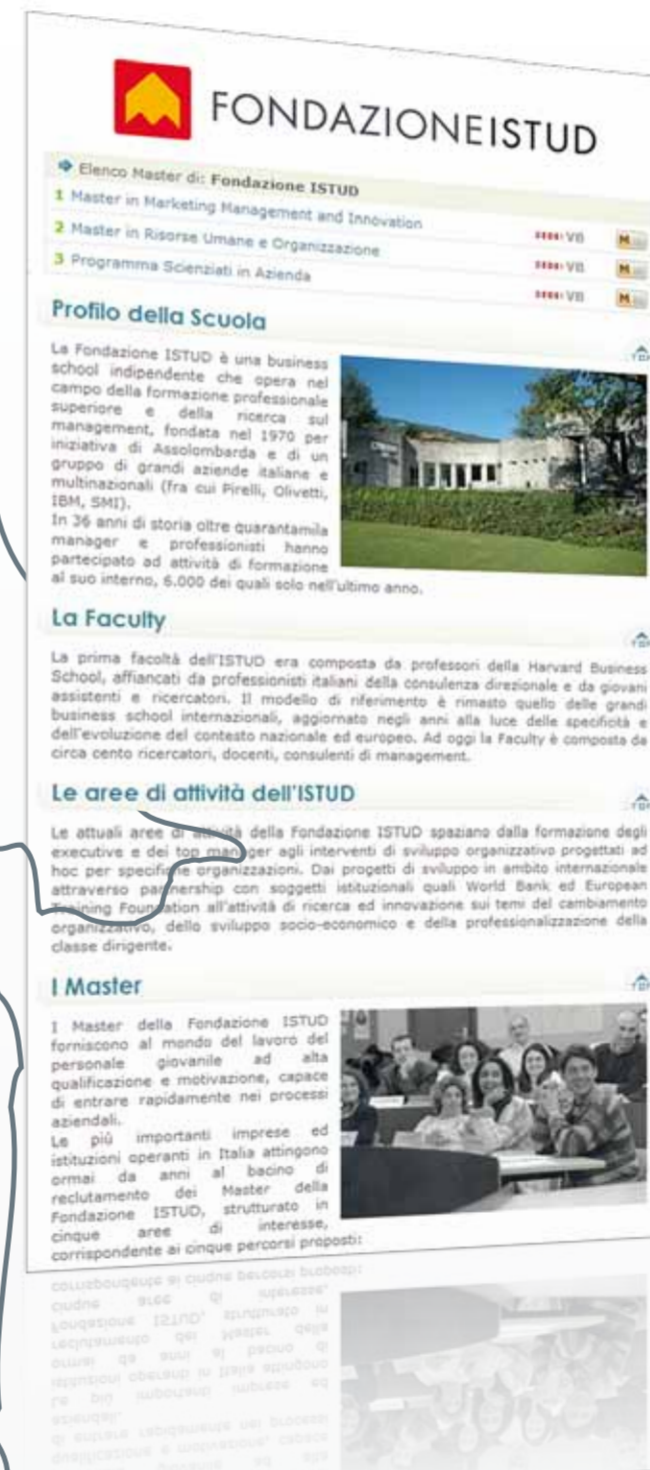 FONDAZIONEISTUD
Elenco Master di: Fondazione ISTUD
1 Master in Marketing Management and Innovation VB M
2 Master in Risorse Umane e Organizzazione VB M
3 Programma Scienziati in Azienda VB M
Profilo della Scuola
La Fondazione ISTUD è una business
school indipendente che opera nel
campo della formazione professionale
superiore e della ricerca sul
management, fondata nel 1970 per
iniziativa di Assolombarda e di un
gruppo di grandi aziende italiane e
multinazionali (fra cui Pirelli, Olivetti,
IBM, SMI).
In 36 anni di storia oltre quarantamila
manager e professionisti hanno
partecipato ad attività di formazione
al suo interno, 6.000 dei quali solo nell'ultimo anno.
La Faculty
La prima facoltà dell'ISTUD era composta da professori della Harvard Business
School, affiancati da professionisti italiani della consulenza direzionale e da giovani
assistenti e ricercatori. Il modello di riferimento è rimasto quello delle grandi
business school internazionali, aggiornato negli anni alla luce delle specificità e
dell'evoluzione del contesto nazionale ed europeo. Ad oggi la Faculty è composta da
circa cento ricercatori, docenti, consulenti di management.
Le aree di attività dell'ISTUD
Le attuali aree di attività della Fondazione ISTUD spaziano dalla formazione degli
executive e dei top manager agli interventi di sviluppo organizzativo progettati ad
hoc per specifiche organizzazioni. Dai progetti di sviluppo in ambito internazionale
attraverso partnership con soggetti istituzionali quali World Bank ed European
Training Foundation all'attività di ricerca ed innovazione sui temi del cambiamento
organizzativo, dello sviluppo socio-economico e della professionalizzazione della
classe dirigente.
I Master
I Master della Fondazione ISTUD
forniscono al mondo del lavoro del
personale giovanile ad alta
qualificazione e motivazione, capace
di entrare rapidamente nei processi
aziendali.
Le più importanti imprese ed
istituzioni operanti in Italia attingono
ormai da anni al bacino di
reclutamento dei Master della
Fondazione ISTUD, strutturato in
cinque aree di interesse,
corrispondente ai cinque percorsi proposti: